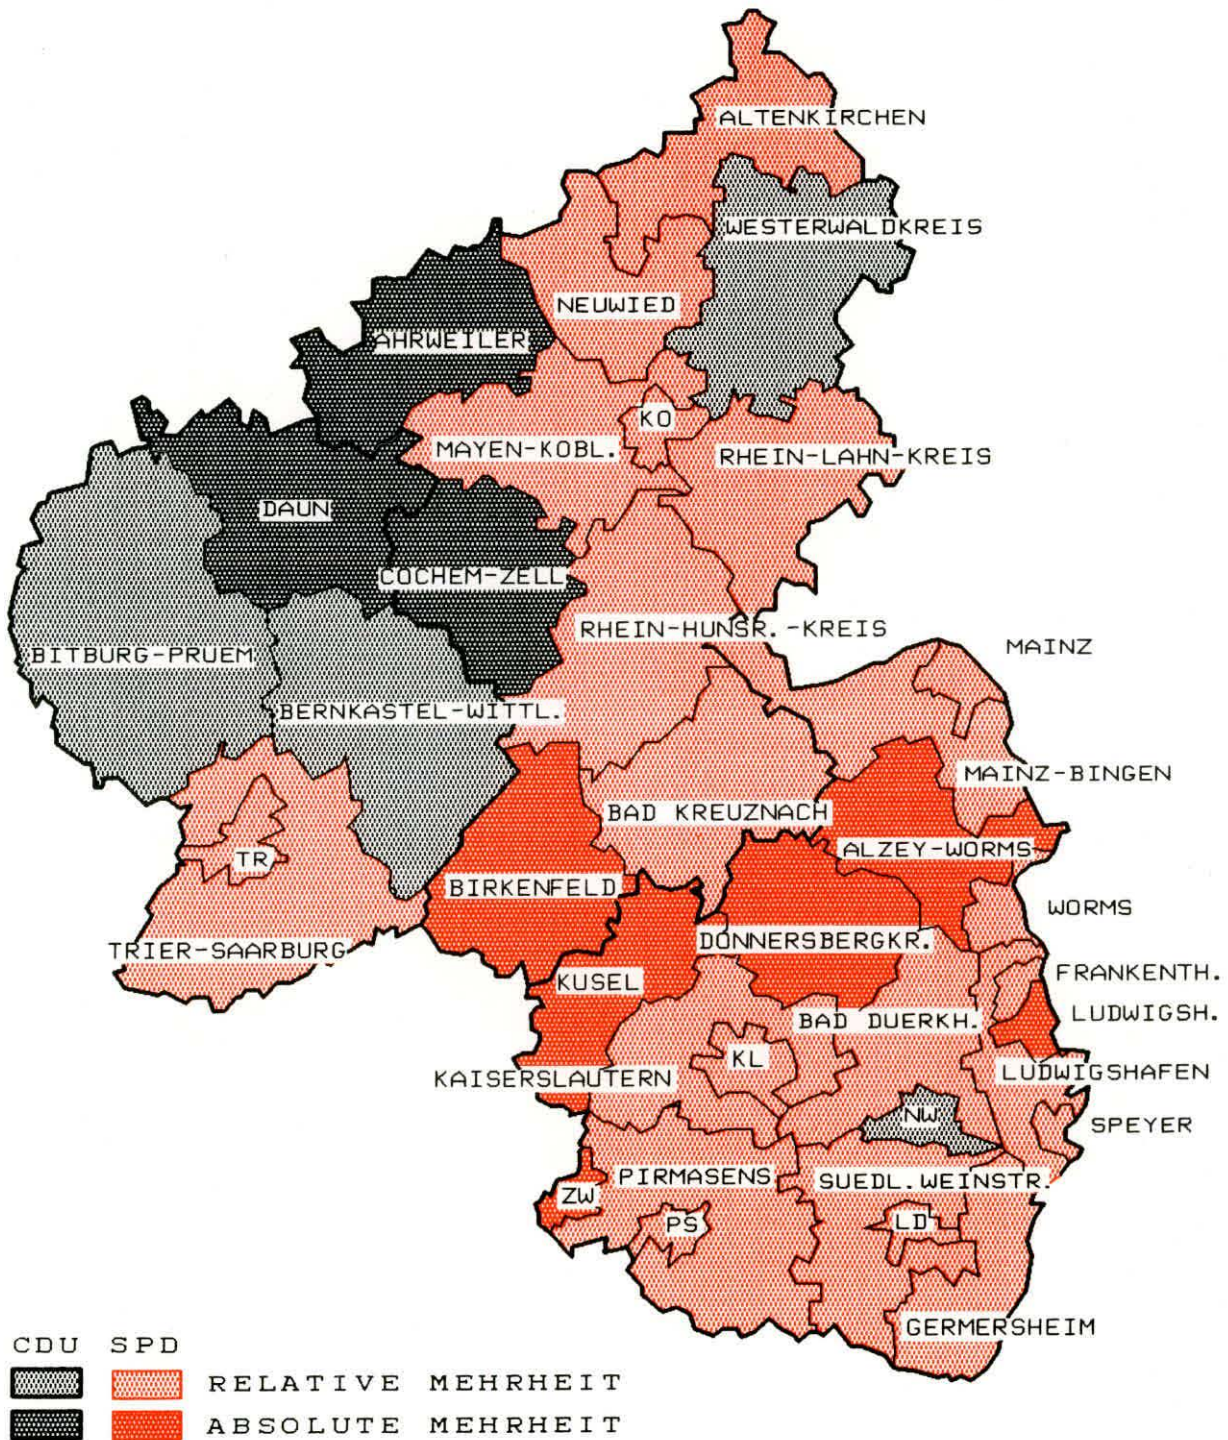 ALTENKIRCHEN
WESTERWALDKREIS
NEUWIED
AHRWEILER
KO
MAYEN-KOBL.
RHEIN-LAHN-KREIS
DAUN
COCHEM-ZELL
RHEIN-HUNSR.-KREIS
MAINZ
BITBURG-PRUEM
BERNKASTEL-WITTL.
MAINZ-BINGEN
BAD KREUZNACH
ALZEY-WORMS
TR
BIRKENFELD
WORMS
TRIER-SAARBURG
DONNERSBERGKR.
FRANKENTH.
KUSEL
LUDWIGSH.
BAD DUERKH.
KL
LUDWIGSHAFEN
KAISERSLAUTERN
NW
SPEYER
PIRMASENS
SUEDL.WEINSTR.
ZW
PS
LD
GERMERSHEIM
CDU SPD
RELATIVE MEHRHEIT
ABSOLUTE MEHRHEIT